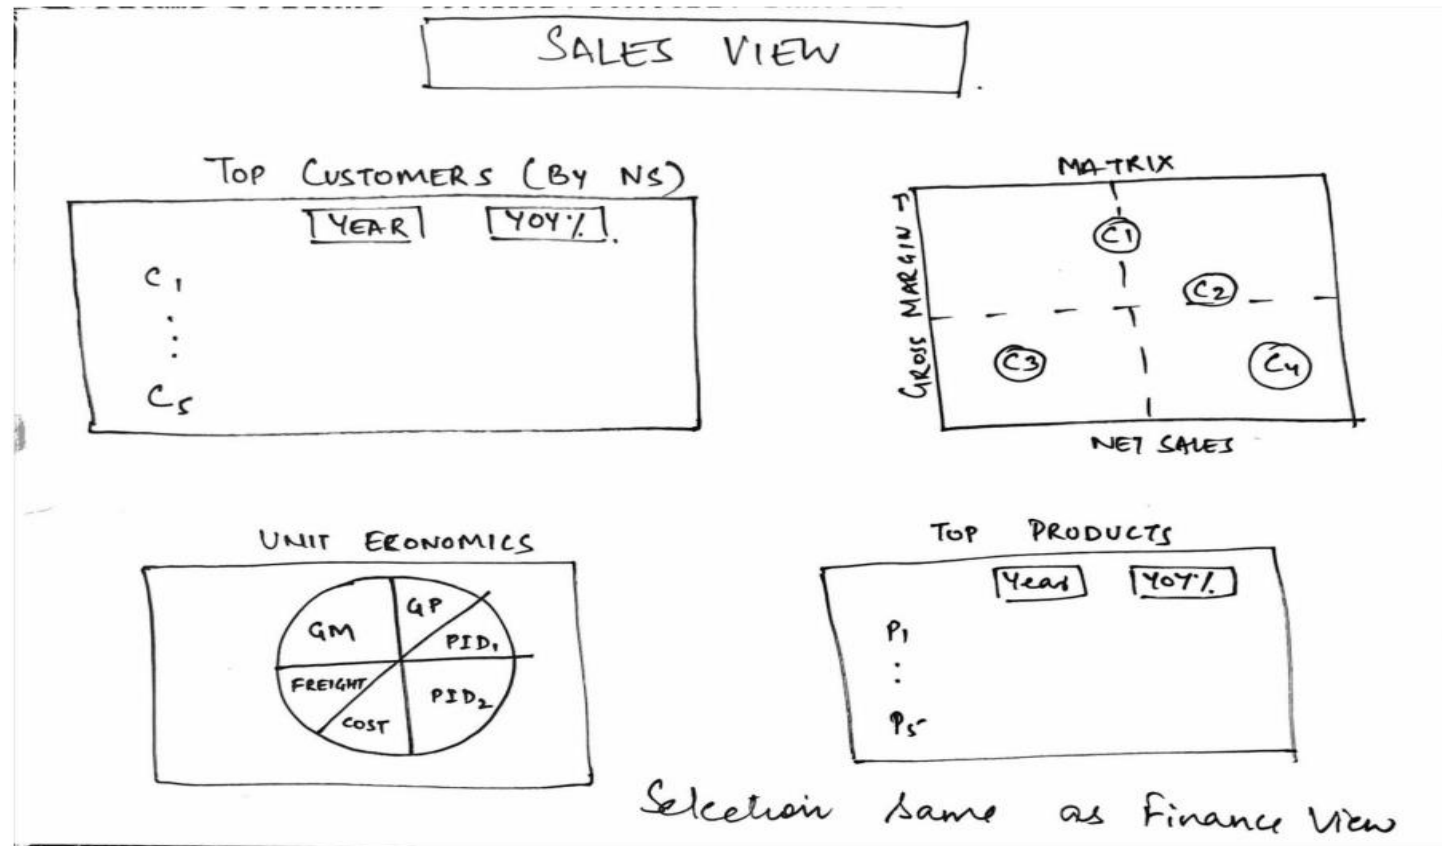 SALES VIEW
TOP CUSTOMERS (BY NS)
YEAR YOY%
C1
C5
MATRIX
GROSS MARGIN →
C1
C2
C3
C4
NET SALES
UNIT ECONOMICS
GM
GP
PID1
FREIGHT
PID2
COST
TOP PRODUCTS
Year YOY%
P1
P5
Selection same as Finance View